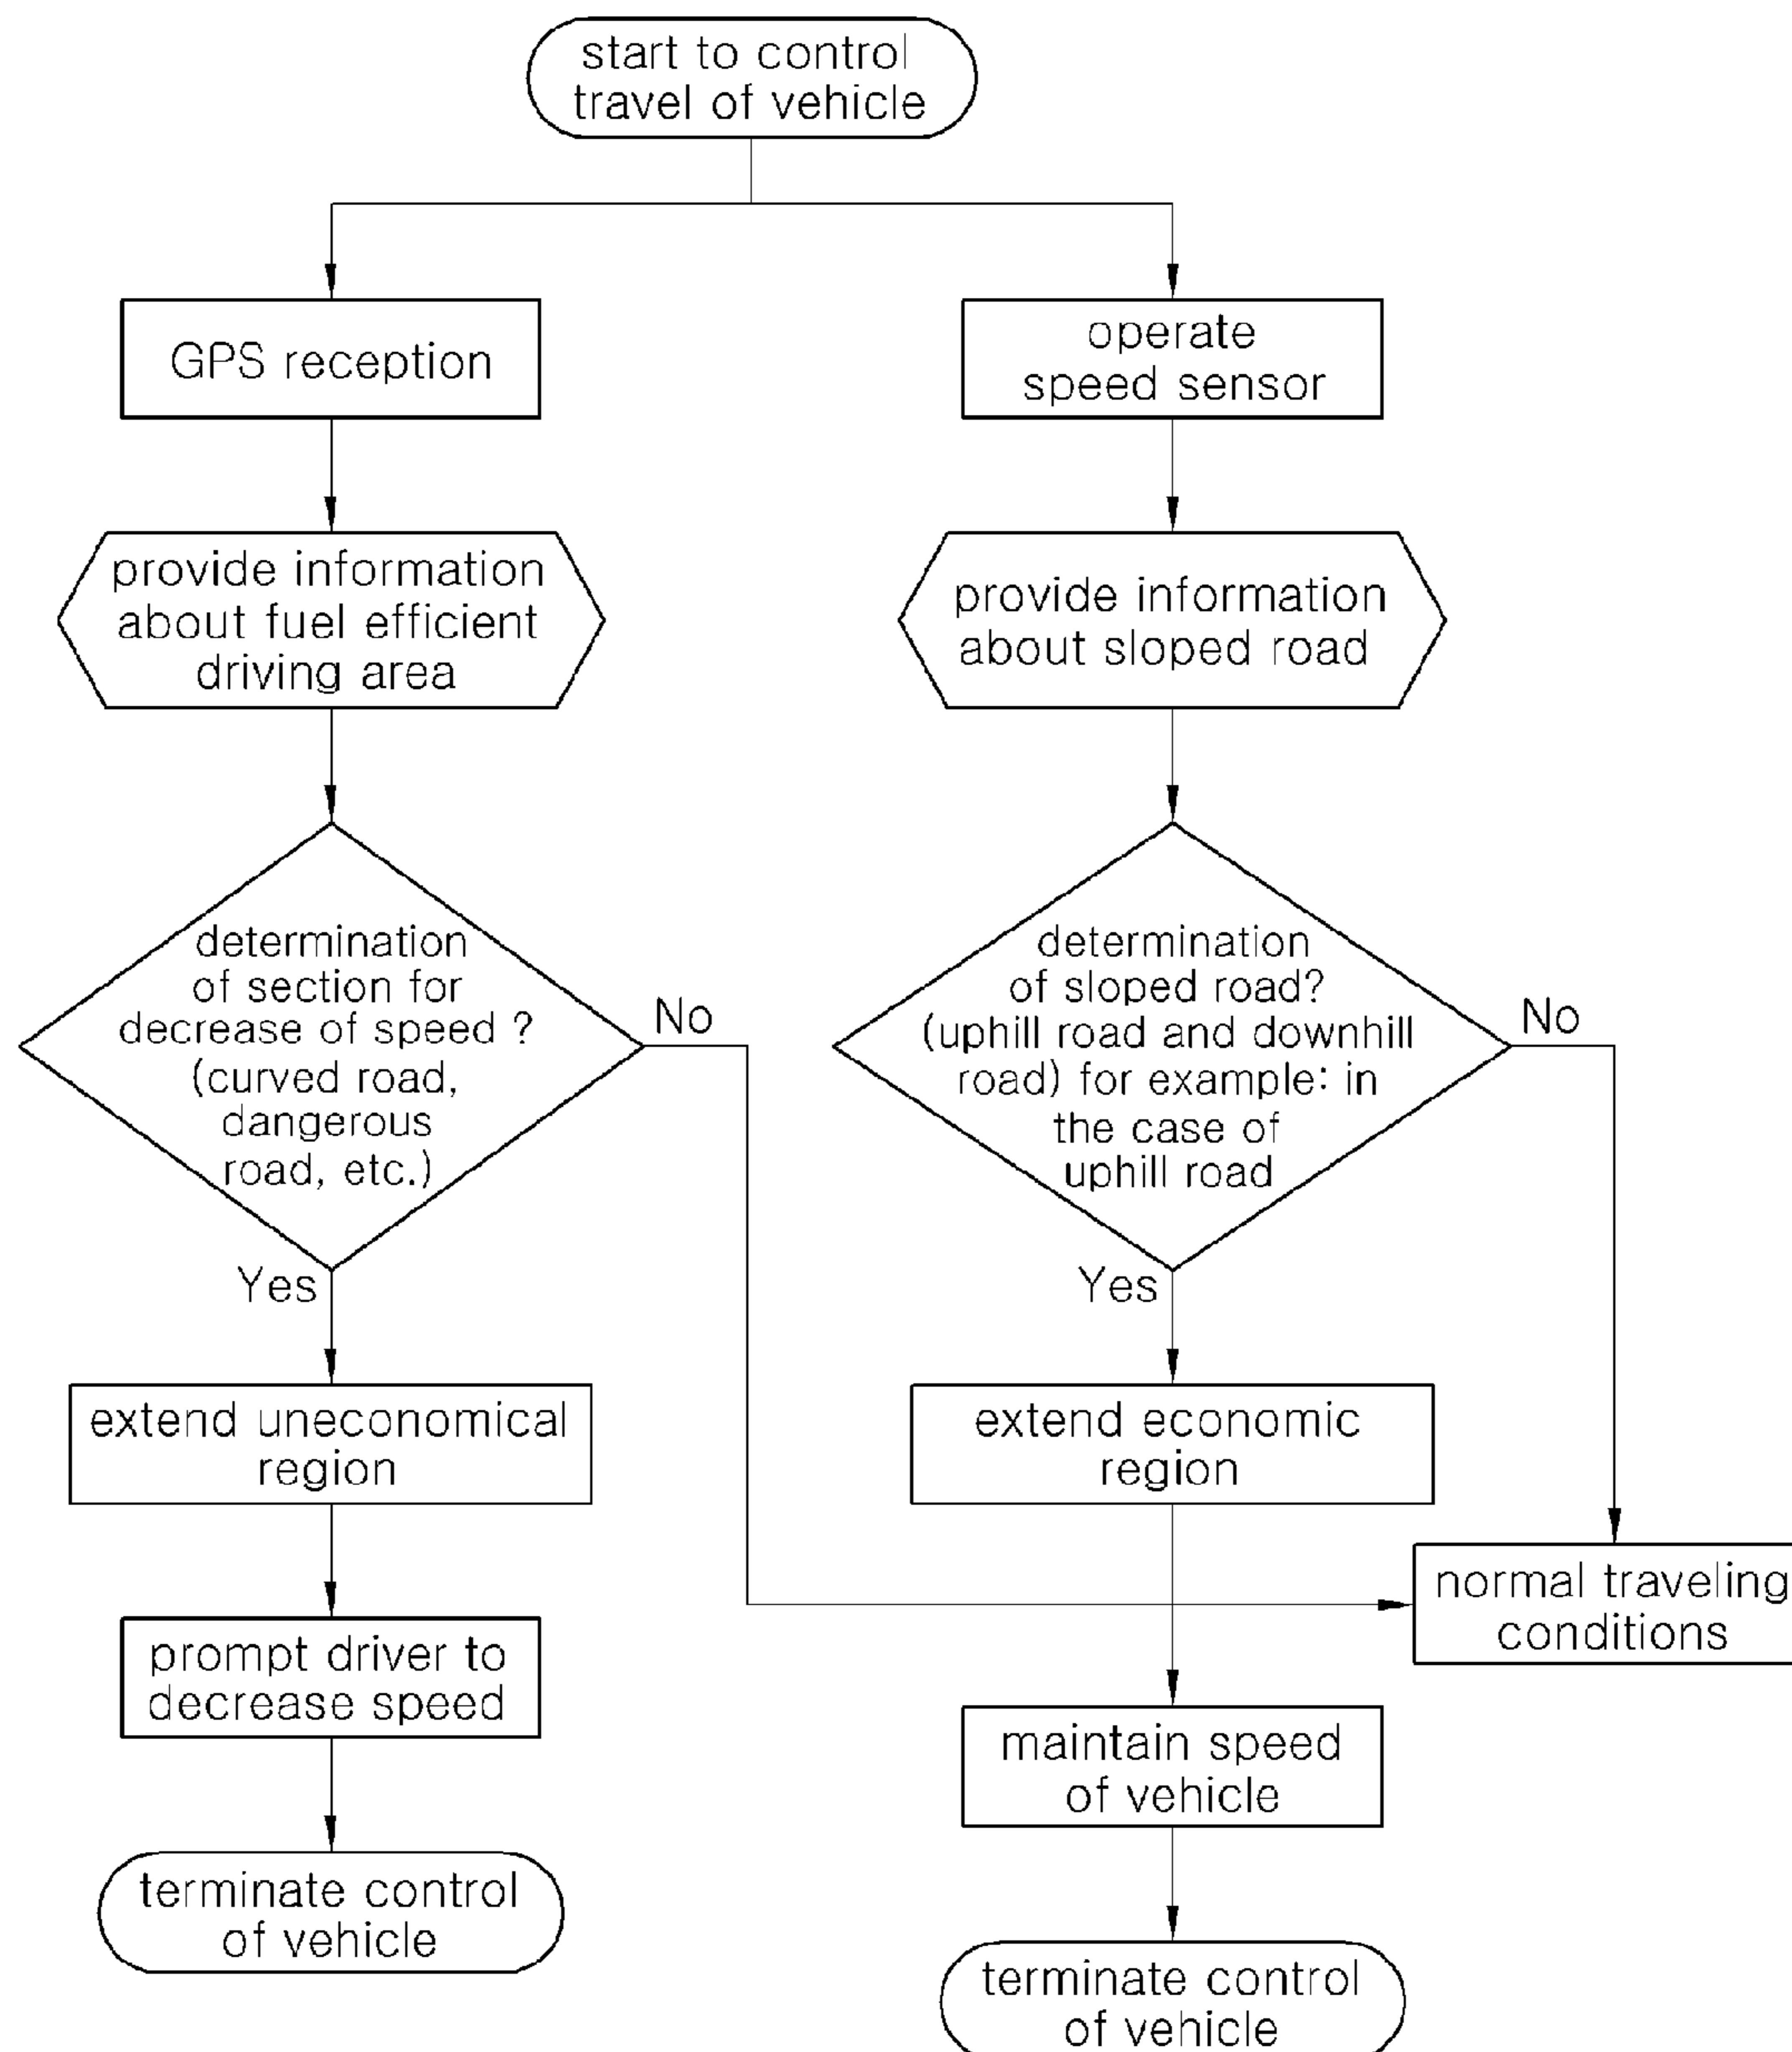 start to control
travel of vehicle
GPS reception
operate
speed sensor
provide information
about fuel efficient
driving area
provide information
about sloped road
determination
of section for
decrease of speed ?
(curved road,
dangerous
road, etc.)
No
Yes
determination
of sloped road?
(uphill road and downhill
road) for example: in
the case of
uphill road
No
Yes
extend uneconomical
region
extend economic
region
normal traveling
conditions
prompt driver to
decrease speed
maintain speed
of vehicle
terminate control
of vehicle
terminate control
of vehicle